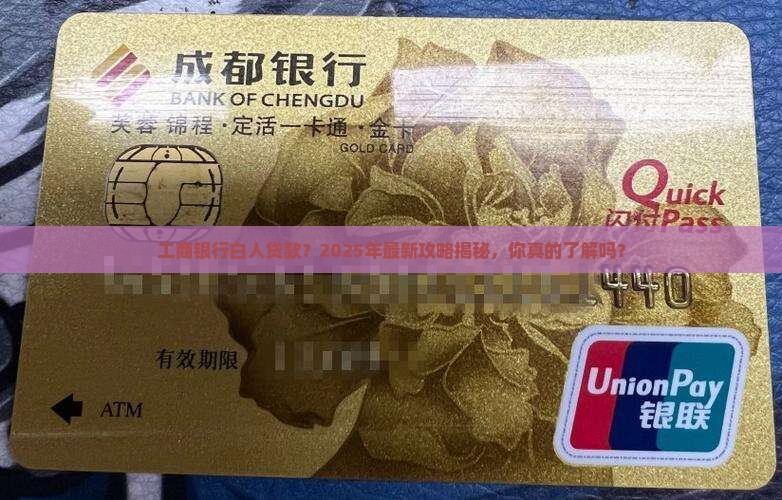 成都银行
BANK OF CHENGDU
芙蓉 锦程·定活一卡通·金卡
GOLD CARD
Quick
闪付Pass
工商银行白人贷款？2025年最新攻略揭秘，你真的了解吗？
1440
有效期限
ATM
UnionPay
银联